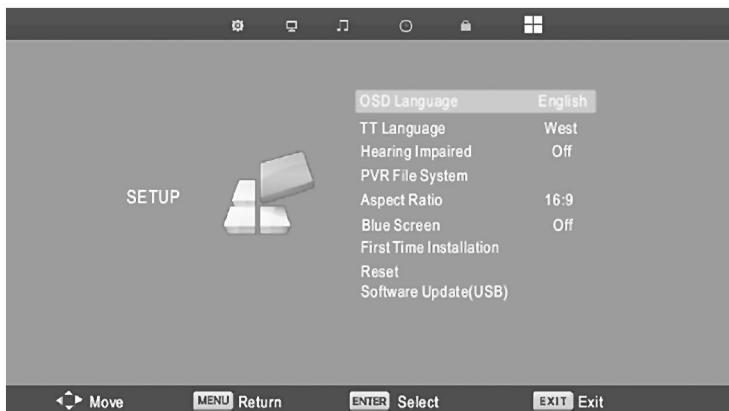 OSD Language English
TT Language West
Hearing Impaired Off
PVR File System
SETUP
Aspect Ratio 16:9
Blue Screen Off
First Time Installation
Reset
Software Update(USB)
Move MENU Return ENTER Select EXIT Exit